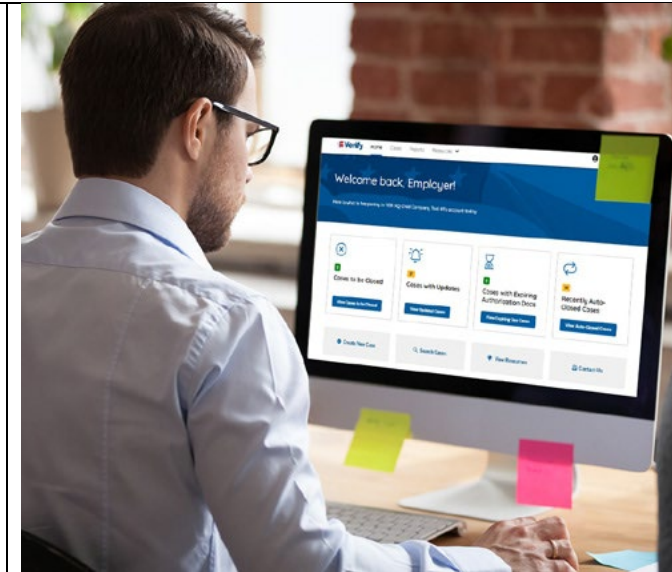 E-Verify Home Cases Reports Resources
Welcome back, Employer!
Cases to be Closed
View Cases to be Closed
Cases with Updates
View Updated Cases
Cases with Expiring
Authorization Docs
View Expiring Doc Cases
Recently Auto-
Closed Cases
View Auto-Closed Cases
Create New Case
Search Cases
View Resources
Contact Us